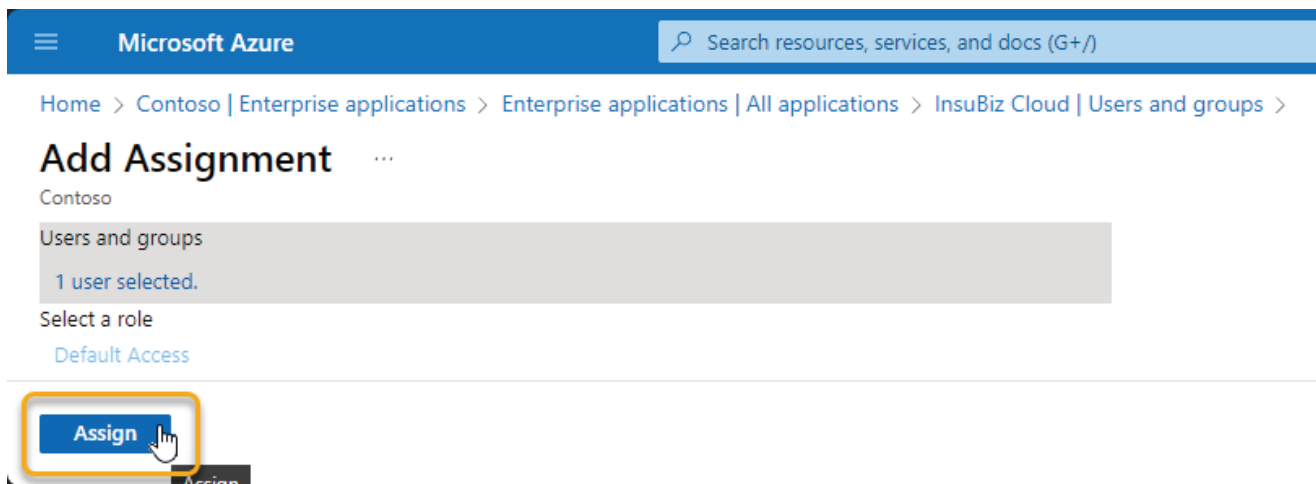 Microsoft Azure
Search resources, services, and docs (G+/)
Home > Contoso | Enterprise applications > Enterprise applications | All applications > InsuBiz Cloud | Users and groups >
Add Assignment ...
Contoso
Users and groups
1 user selected.
Select a role
Default Access
Assign
Assign